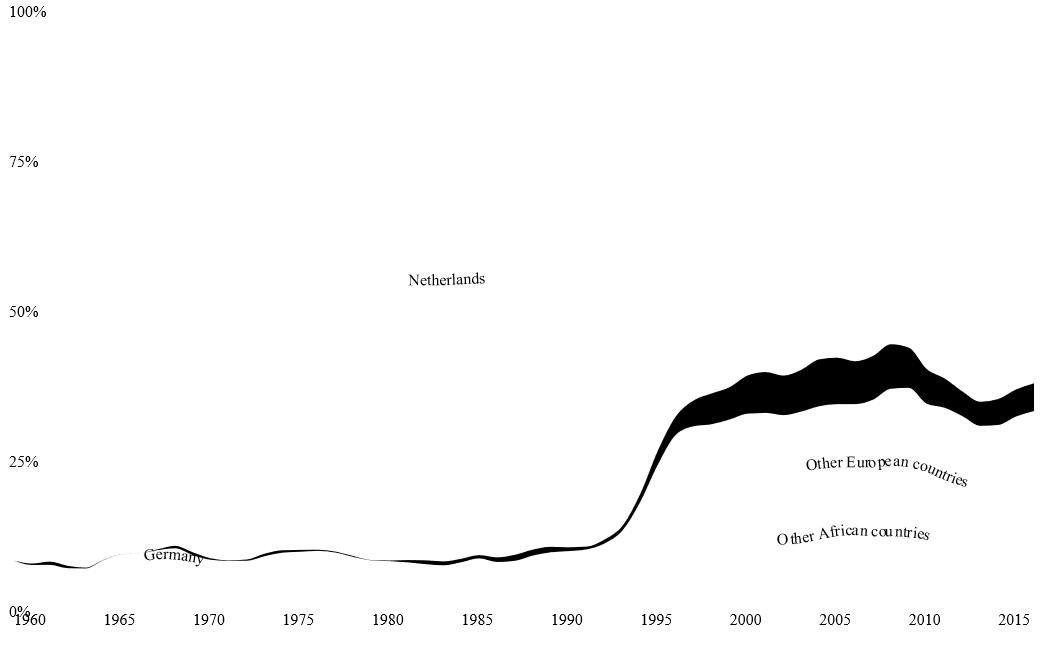 100%
75%
Netherlands
50%
25%
Other European countries
Other African countries
Germany
0%
1960 1965 1970 1975 1980 1985 1990 1995 2000 2005 2010 2015